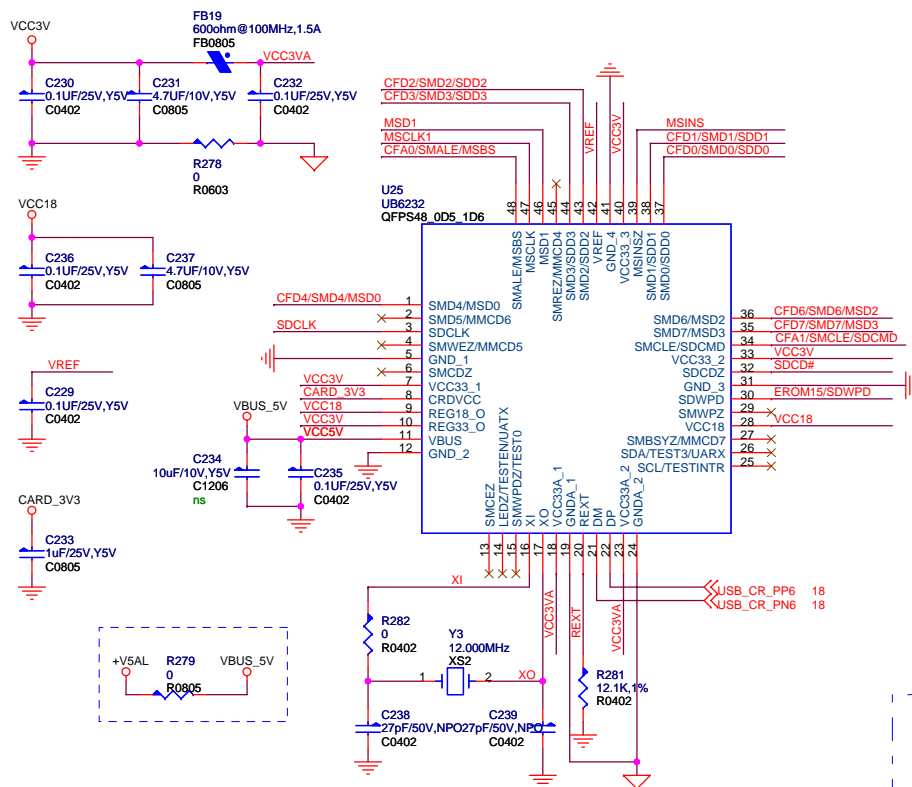 FB19
600ohm@100MHz,1.5A
FB0805
VCC3V
VCC3VA
C230
0.1UF/25V,Y5V
C0402
C231
4.7UF/10V,Y5V
C0805
C232
0.1UF/25V,Y5V
C0402
R278
0
R0603
VCC18
C236
0.1UF/25V,Y5V
C0402
C237
4.7UF/10V,Y5V
C0805
VREF
C229
0.1UF/25V,Y5V
C0402
CARD_3V3
C233
1uF/25V,Y5V
C0805
+V5AL
R279
0
R0805
VBUS_5V
CFD2/SMD2/SDD2
CFD3/SMD3/SDD3
MSD1
MSCLK1
CFA0/SMALE/MSBS
VREF
VCC3V
MSINS
CFD1/SMD1/SDD1
CFD0/SMD0/SDD0
U25
UB6232
QFPS48_0D5_1D6
48 SMALE/MSBS
47 MSCLK
46 MSD1
45 SMREZ/MMCD4
44 SMD3/SDD3
43 SMD2/SDD2
42 VREF
41 GND_4
40 VCC33_3
39 MSINSZ
38 SMD1/SDD1
37 SMD0/SDD0
CFD4/SMD4/MSD0 1 SMD4/MSD0
2 SMD5/MMCD6
SDCLK 3 SDCLK
4 SMWEZ/MMCD5
5 GND_1
6 SMCDZ
VCC3V 7 VCC33_1
CARD_3V3 8 CRDVCC
VCC18 9 REG18_O
VCC3V 10 REG33_O
VCC5V 11 VBUS
12 GND_2
SMD6/MSD2 36 CFD6/SMD6/MSD2
SMD7/MSD3 35 CFD7/SMD7/MSD3
SMCLE/SDCMD 34 CFA1/SMCLE/SDCMD
VCC33_2 33 VCC3V
SDCDZ 32 SDCD#
GND_3 31
SDWPD 30 EROM15/SDWPD
SMWPZ 29
VCC18 28 VCC18
SMBSYZ/MMCD7 27
SDA/TEST3/UARX 26
SCL/TESTINTR 25
VBUS_5V
C234
10uF/10V,Y5V
C1206
ns
C235
0.1UF/25V,Y5V
C0402
SMCEZ 13
LEDZ/TESTEN/UATX 14
SMWPDZ/TEST0 15
XI 16
XO 17
VCC33A_1 18
GNDA_1 19
REXT 20
DM 21
DP 22
VCC33A_2 23
GNDA_2 24
XI
VCC3VA
REXT
VCC3VA
USB_CR_PP6 18
USB_CR_PN6 18
R282
0
R0402
Y3
12.000MHz
XS2
1
2
XO
R281
12.1K,1%
R0402
C238
27pF/50V,NPO
C0402
C239
27pF/50V,NPO
C0402